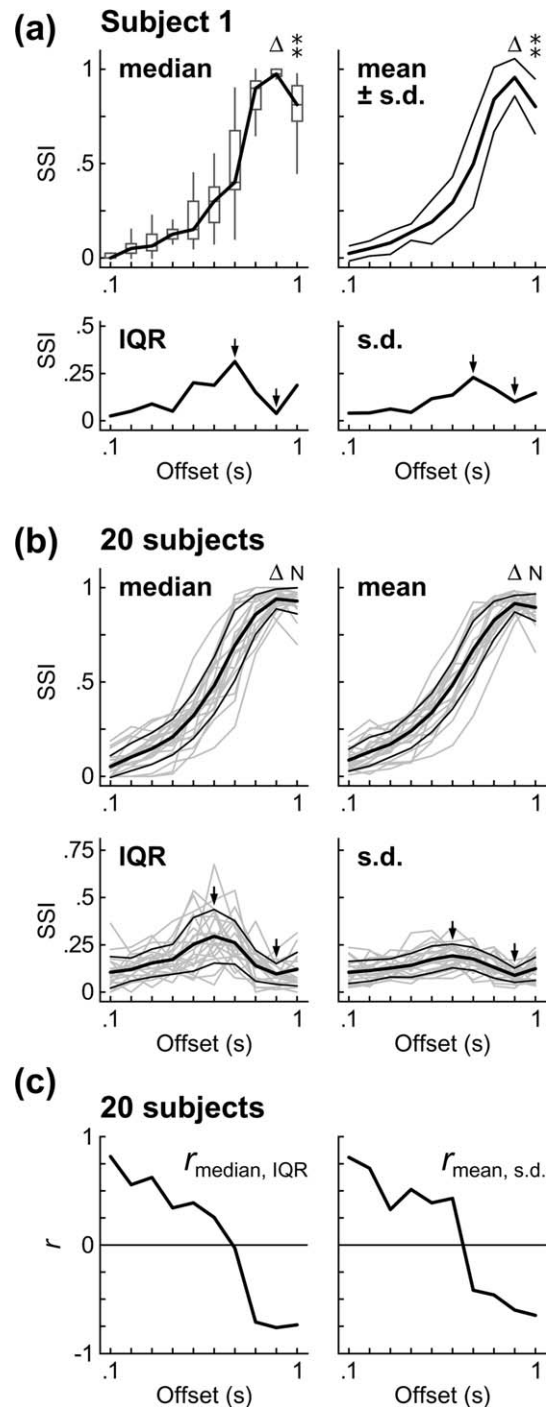 (a) Subject 1
median Δ **
mean ± s.d. Δ **
SSI
1
.5
0
.1 1 .1 1
IQR s.d.
SSI
.5
.25
0
.1 1 .1 1
Offset (s) Offset (s)
(b) 20 subjects
median Δ N mean Δ N
SSI
1
.5
0
.1 1 .1 1
IQR s.d.
SSI
.75
.5
.25
0
.1 1 .1 1
Offset (s) Offset (s)
(c) 20 subjects
r median, IQR r mean, s.d.
r
1
0
-1
.1 1 .1 1
Offset (s) Offset (s)